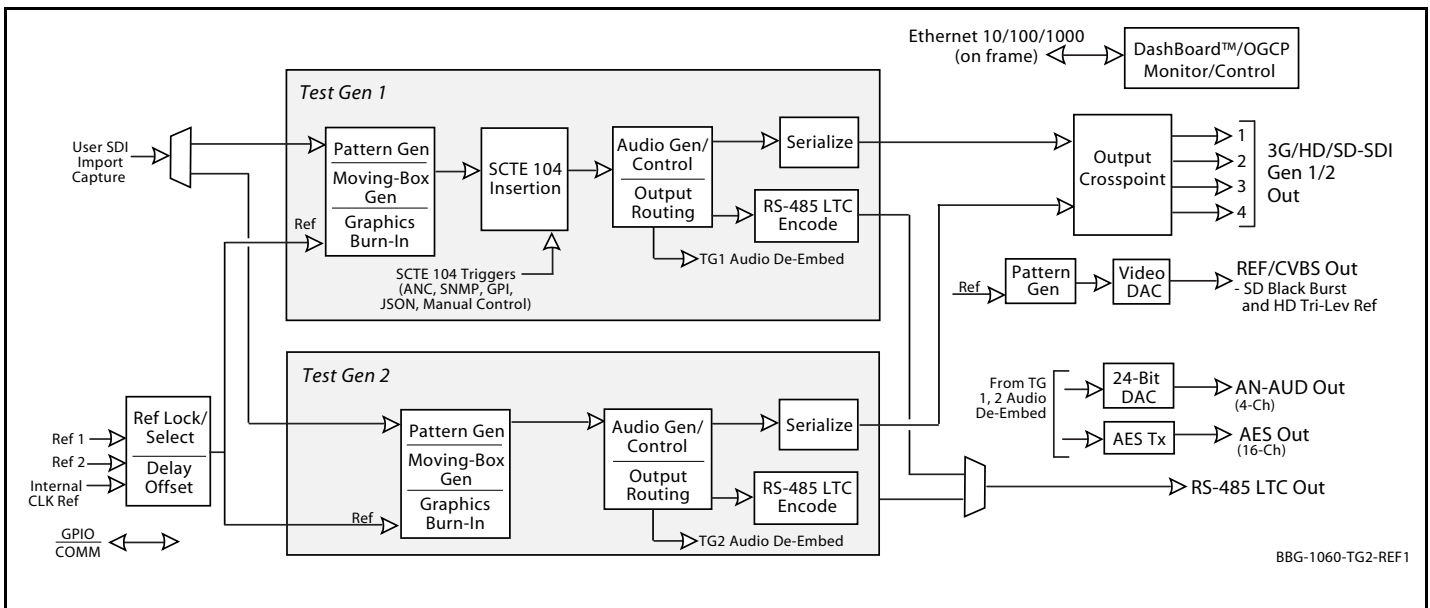 Ethernet 10/100/1000
(on frame)
DashBoard™/OGCP
Monitor/Control
Test Gen 1
User SDI
Import
Capture
Pattern Gen
Moving-Box
Gen
Graphics
Burn-In
Ref
SCTE 104
Insertion
SCTE 104 Triggers
(ANC, SNMP, GPI,
JSON, Manual Control)
Audio Gen/
Control
Output
Routing
Serialize
RS-485 LTC
Encode
TG1 Audio De-Embed
Output
Crosspoint
1
2
3
4
3G/HD/SD-SDI
Gen 1/2
Out
Ref
Pattern
Gen
Video
DAC
REF/CVBS Out
- SD Black Burst
and HD Tri-Lev Ref
Test Gen 2
Ref 1
Ref 2
Internal
CLK Ref
Ref Lock/
Select
Delay
Offset
GPIO
COMM
Pattern Gen
Moving-Box
Gen
Graphics
Burn-In
Ref
Audio Gen/
Control
Output
Routing
Serialize
RS-485 LTC
Encode
TG2 Audio De-Embed
From TG
1, 2 Audio
De-Embed
24-Bit
DAC
AN-AUD Out
(4-Ch)
AES Tx
AES Out
(16-Ch)
RS-485 LTC Out
BBG-1060-TG2-REF1